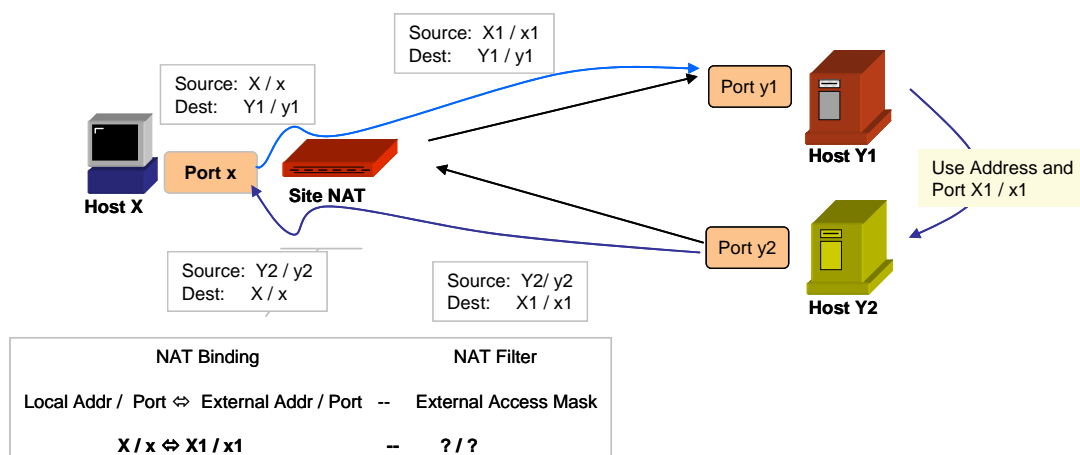 Source: X1 / x1
Dest: Y1 / y1
Source: X / x
Dest: Y1 / y1
Port y1
Port x
Host X
Site NAT
Host Y1
Use Address and
Port X1 / x1
Port y2
Source: Y2 / y2
Dest: X / x
Source: Y2/ y2
Dest: X1 / x1
Host Y2
NAT Binding NAT Filter
Local Addr / Port ⇔ External Addr / Port -- External Access Mask
X / x ⇔ X1 / x1 -- ? / ?